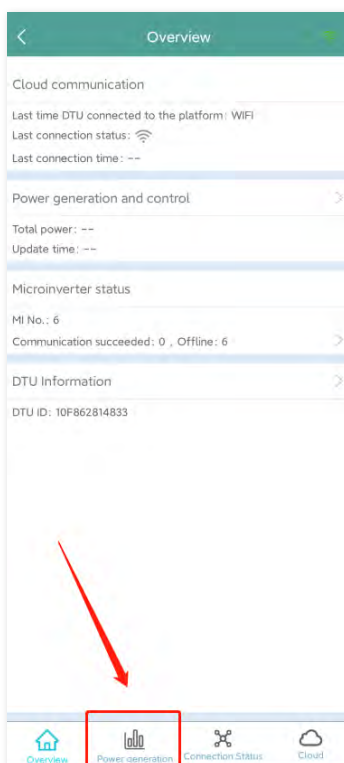 Overview
Cloud communication
Last time DTU connected to the platform: WIFI
Last connection status:
Last connection time: --
Power generation and control
Total power: --
Update time: --
Microinverter status
MI No.: 6
Communication succeeded: 0 , Offline: 6
DTU Information
DTU ID: 10F862814833
Overview
Power generation
Connection Status
Cloud